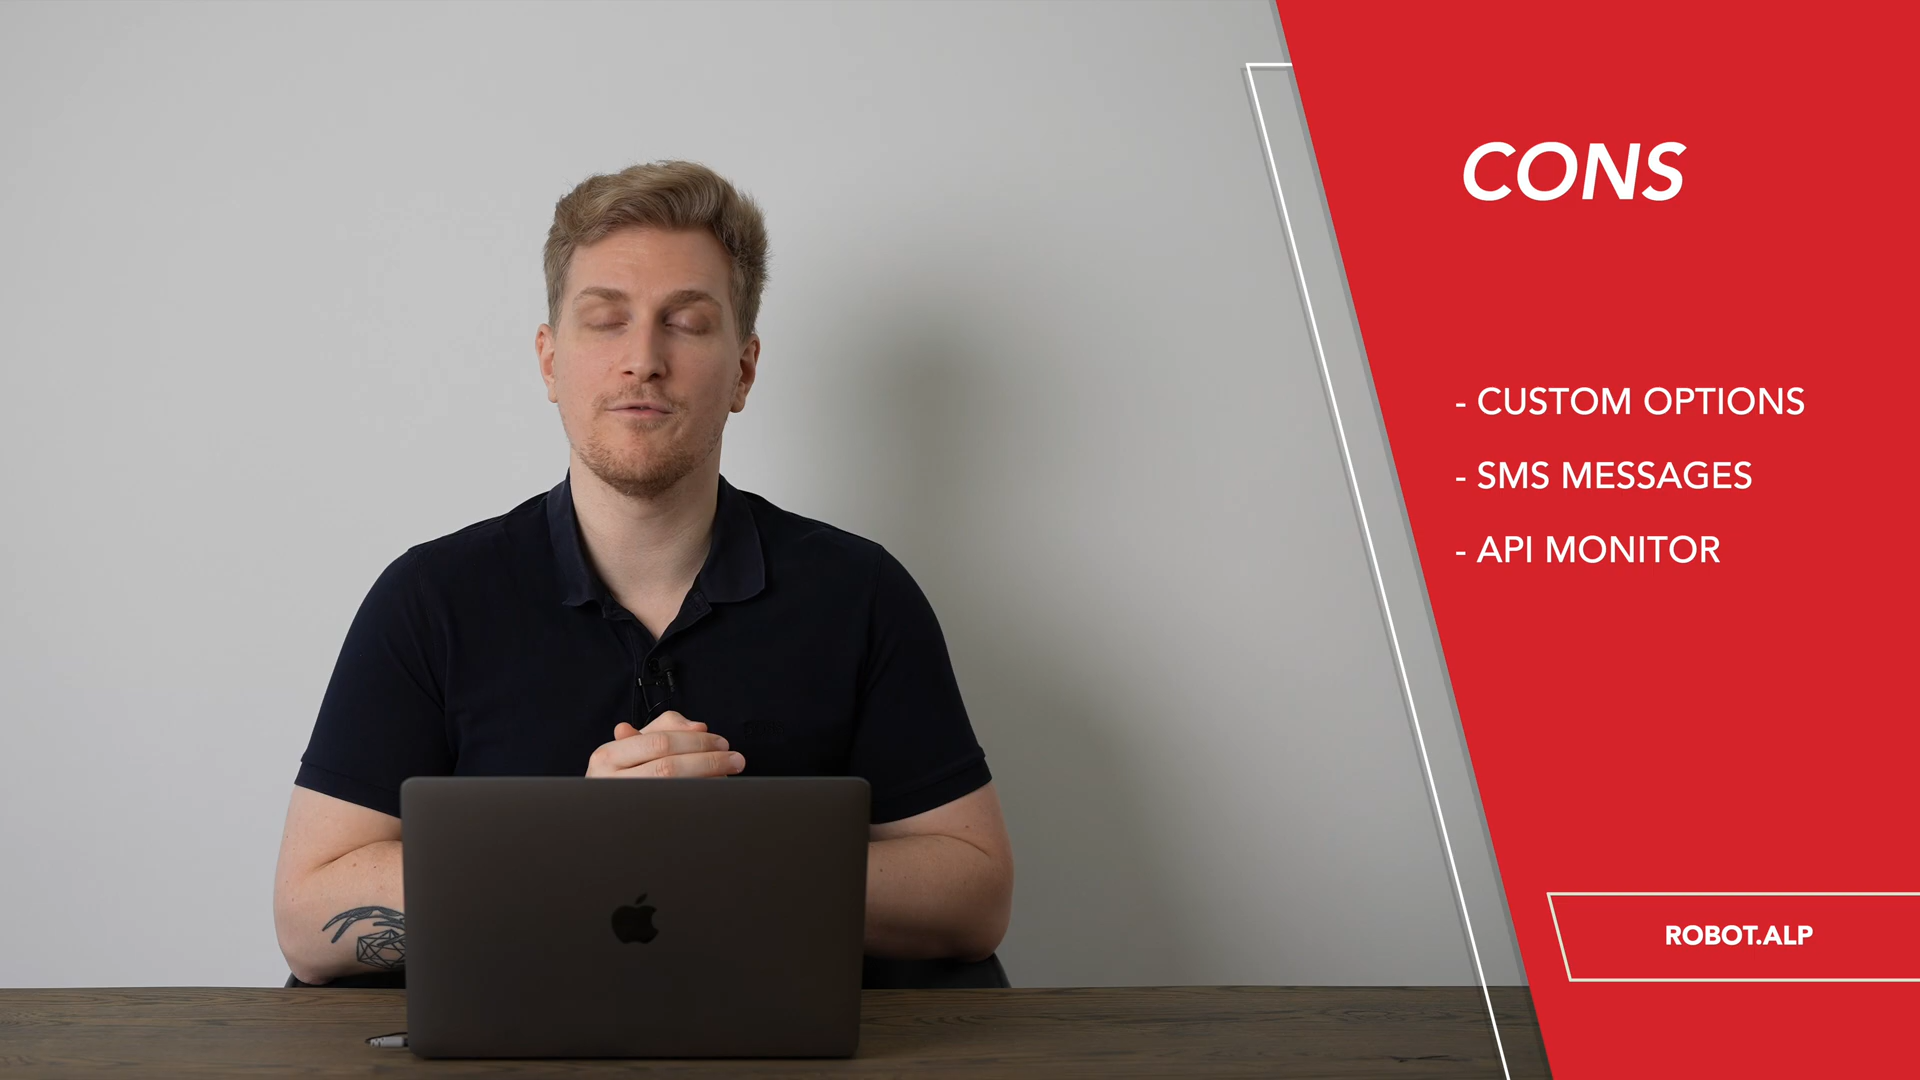 CONS
- CUSTOM OPTIONS
- SMS MESSAGES
- API MONITOR
ROBOT.ALP